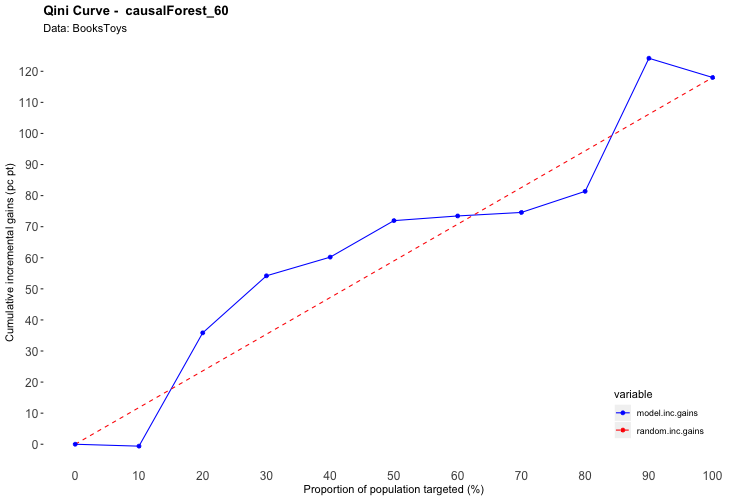 Qini Curve -  causalForest_60
Data: BooksToys
Cumulative incremental gains (pc pt)
120
110
100
90
80
70
60
50
40
30
20
10
0
0 10 20 30 40 50 60 70 80 90 100
Proportion of population targeted (%)
variable
model.inc.gains
random.inc.gains